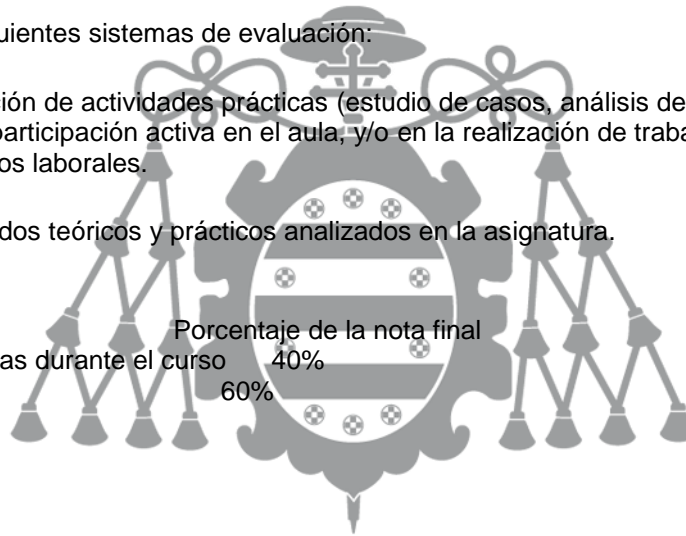 uientes sistemas de evaluación:
ción de actividades prácticas (estudio de casos, análisis de
participación activa en el aula, y/o en la realización de traba
os laborales.
dos teóricos y prácticos analizados en la asignatura.
Porcentaje de la nota final
as durante el curso 40%
60%